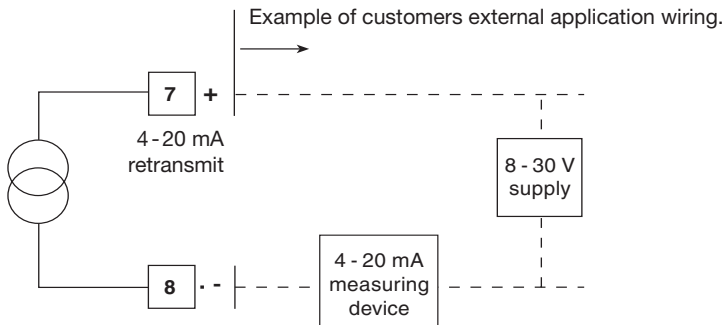 Example of customers external application wiring.
7 +
4-20 mA
retransmit
8 - 30 V
supply
8 . -
4 - 20 mA
measuring
device